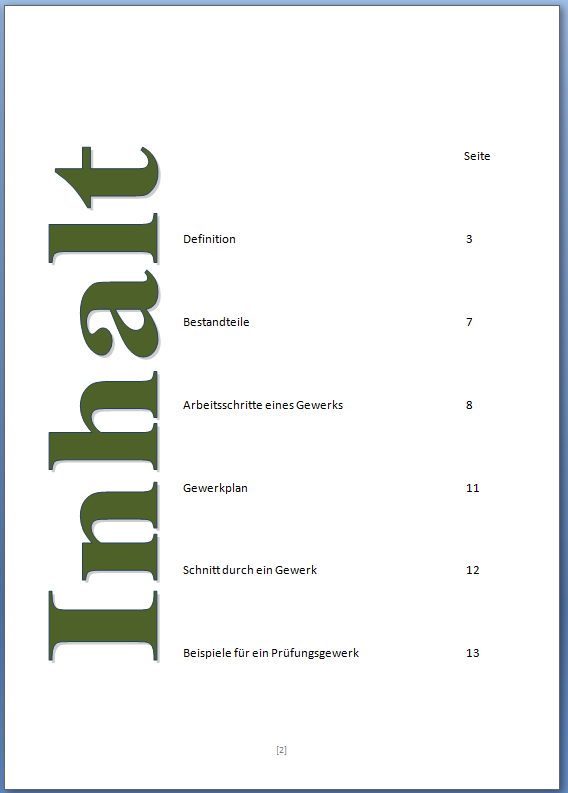 Inhalt
Seite
Definition 3
Bestandteile 7
Arbeitsschritte eines Gewerks 8
Gewerkplan 11
Schnitt durch ein Gewerk 12
Beispiele für ein Prüfungsgewerk 13
[2]